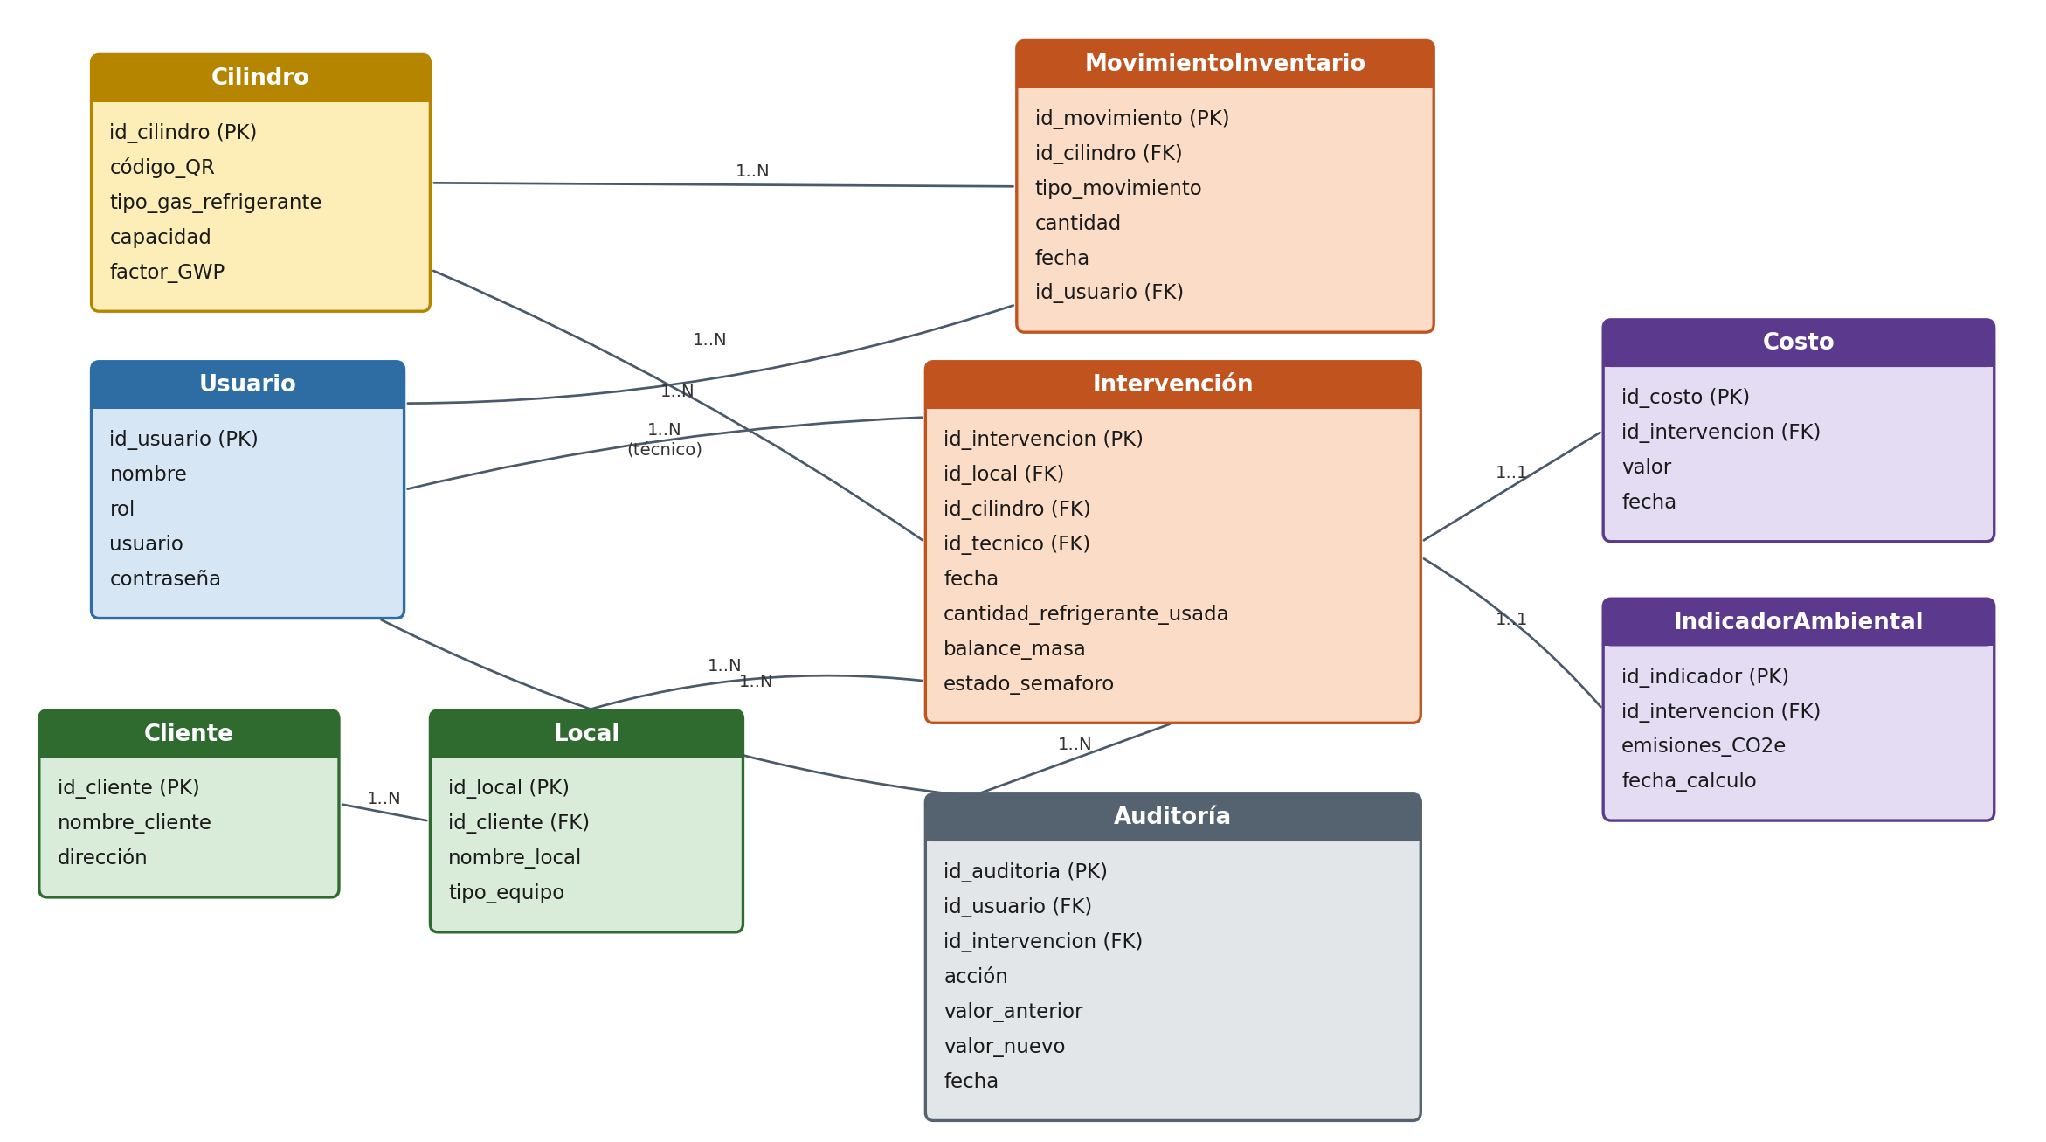 Cilindro
id_cilindro (PK)
código_QR
tipo_gas_refrigerante
capacidad
factor_GWP
MovimientoInventario
id_movimiento (PK)
id_cilindro (FK)
tipo_movimiento
cantidad
fecha
id_usuario (FK)
1..N
1..N
1..N
1..N
(técnico)
Usuario
id_usuario (PK)
nombre
rol
usuario
contraseña
Intervención
id_intervencion (PK)
id_local (FK)
id_cilindro (FK)
id_tecnico (FK)
fecha
cantidad_refrigerante_usada
balance_masa
estado_semaforo
Costo
id_costo (PK)
id_intervencion (FK)
valor
fecha
1..1
1..1
IndicadorAmbiental
id_indicador (PK)
id_intervencion (FK)
emisiones_CO2e
fecha_calculo
1..N
1..N
Cliente
id_cliente (PK)
nombre_cliente
dirección
1..N
Local
id_local (PK)
id_cliente (FK)
nombre_local
tipo_equipo
1..N
Auditoría
id_auditoria (PK)
id_usuario (FK)
id_intervencion (FK)
acción
valor_anterior
valor_nuevo
fecha